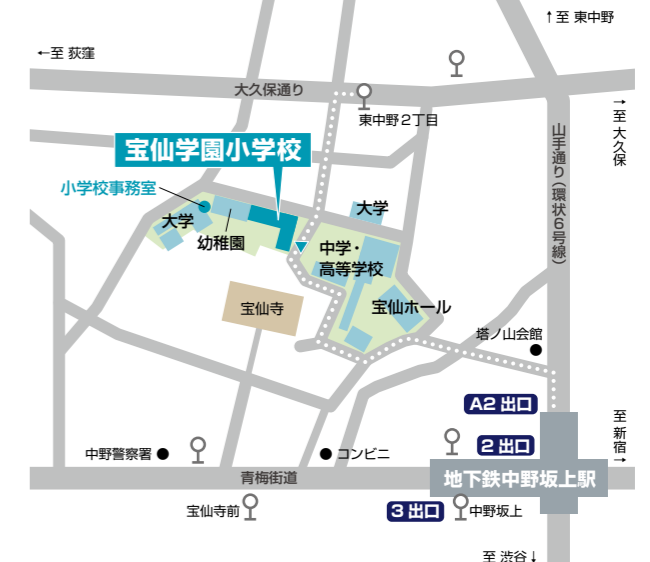 ↑至 東中野
←至 荻窪
大久保通り
東中野2丁目
→至 大久保
山手通り(環状6号線)
宝仙学園小学校
小学校事務室
大学
大学
幼稚園
中学・
高等学校
宝仙寺
宝仙ホール
塔ノ山会館
A2 出口
至 新宿→
2 出口
中野警察署
コンビニ
青梅街道
地下鉄中野坂上駅
宝仙寺前
3 出口
中野坂上
至 渋谷↓